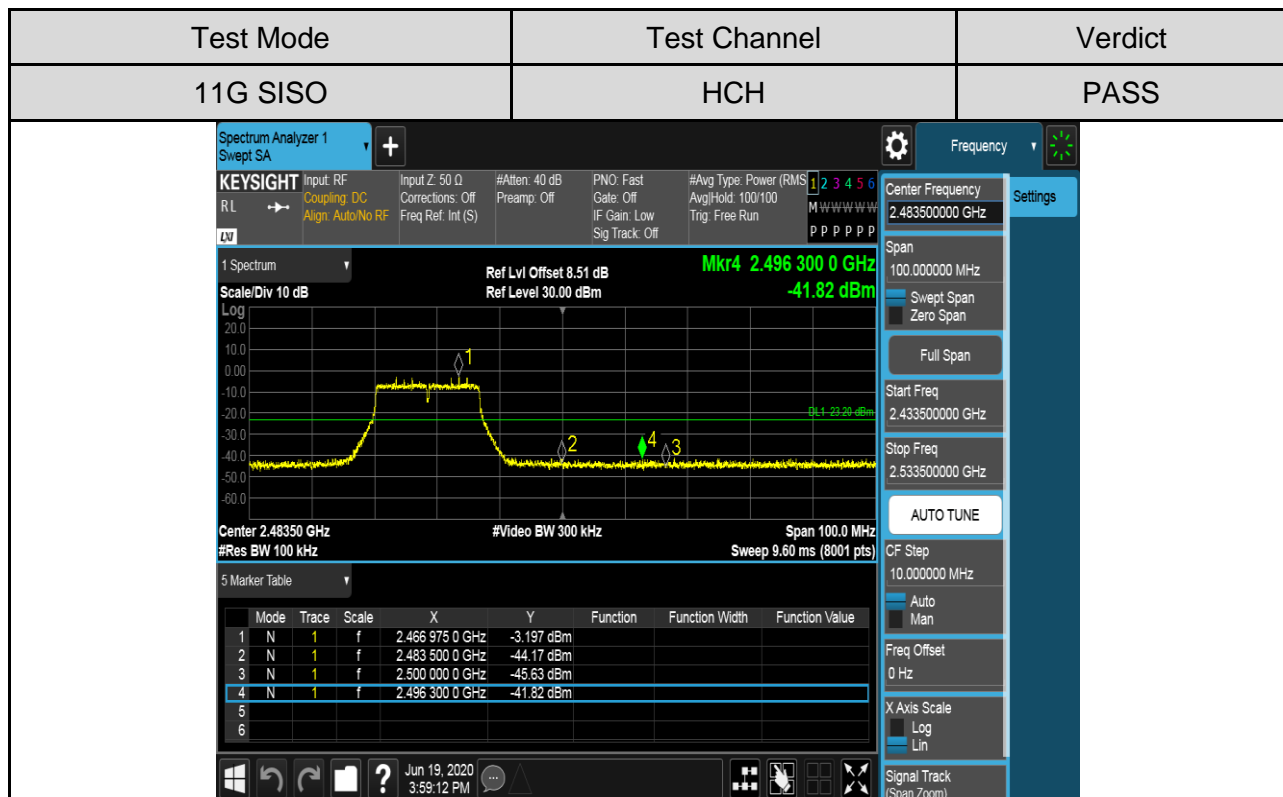 Test Mode Test Channel Verdict
11G SISO HCH PASS
Spectrum Analyzer 1
Swept SA
+
Frequency
KEYSIGHT
RL
LXI
Input: RF
Coupling: DC
Align: Auto/No RF
Input Z: 50 Ω
Corrections: Off
Freq Ref: Int (S)
#Atten: 40 dB
Preamp: Off
PNO: Fast
Gate: Off
IF Gain: Low
Sig Track: Off
#Avg Type: Power (RMS
Avg|Hold: 100/100
Trig: Free Run
1 2 3 4 5 6
M W W W W W
P P P P P P
1 Spectrum
Scale/Div 10 dB
Ref Lvl Offset 8.51 dB
Ref Level 30.00 dBm
Mkr4 2.496 300 0 GHz
-41.82 dBm
Log
20.0
10.0
0.00
-10.0
-20.0
-30.0
-40.0
-50.0
-60.0
1
2
4
3
DL1 -23.20 dBm
Center 2.48350 GHz
#Res BW 100 kHz
#Video BW 300 kHz
Span 100.0 MHz
Sweep 9.60 ms (8001 pts)
5 Marker Table
Mode Trace Scale X Y Function Function Width Function Value
1 N 1 f 2.466 975 0 GHz -3.197 dBm
2 N 1 f 2.483 500 0 GHz -44.17 dBm
3 N 1 f 2.500 000 0 GHz -45.63 dBm
4 N 1 f 2.496 300 0 GHz -41.82 dBm
5
6
?
Jun 19, 2020
3:59:12 PM
Settings
Center Frequency
2.483500000 GHz
Span
100.000000 MHz
Swept Span
Zero Span
Full Span
Start Freq
2.433500000 GHz
Stop Freq
2.533500000 GHz
AUTO TUNE
CF Step
10.000000 MHz
Auto
Man
Freq Offset
0 Hz
X Axis Scale
Log
Lin
Signal Track
(Span Zoom)